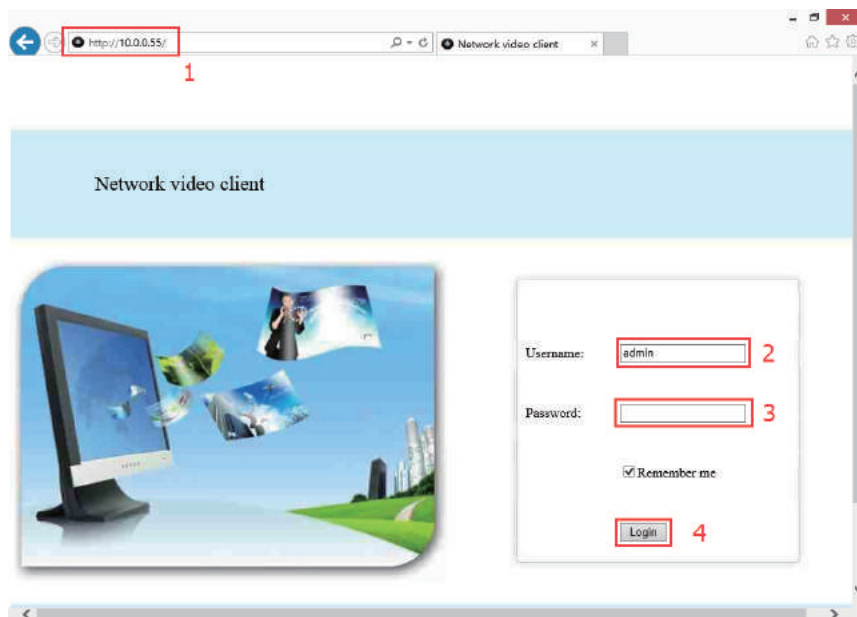 http://10.0.0.55/
Network video client
1
Network video client
Username:
admin
2
Password:
3
Remember me
Login
4